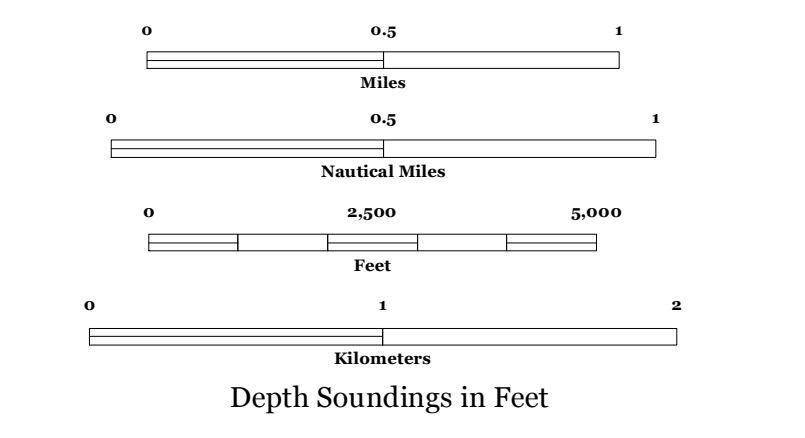 0 0.5 1
Miles
0 0.5 1
Nautical Miles
0 2,500 5,000
Feet
0 1 2
Kilometers
Depth Soundings in Feet